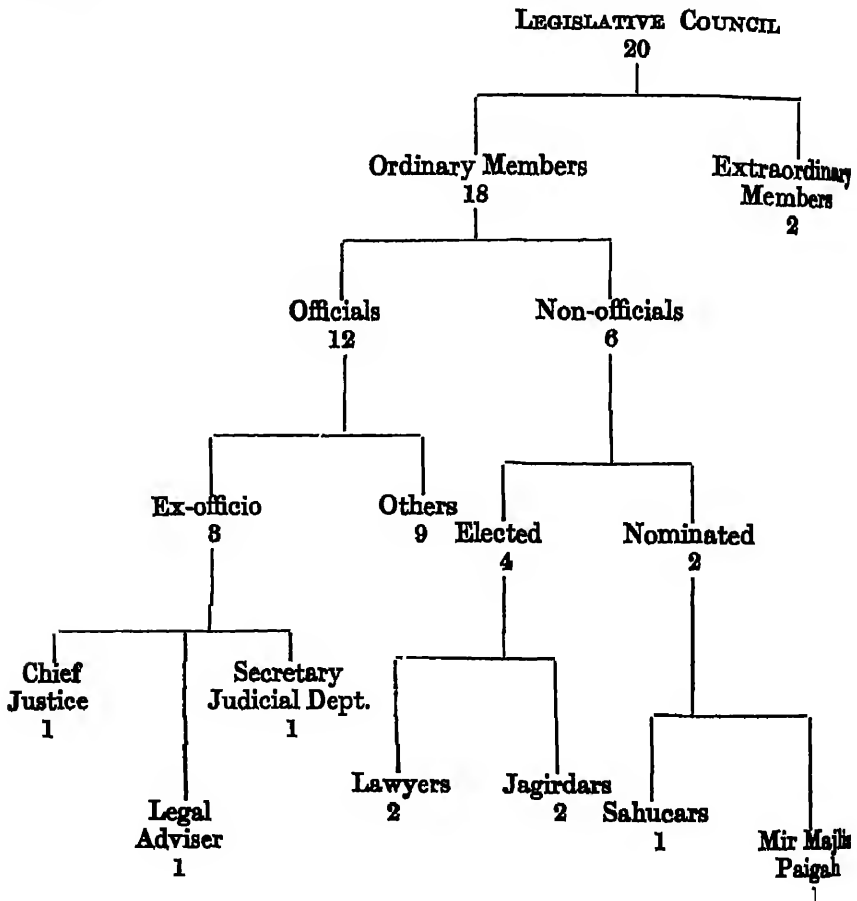 LEGISLATIVE COUNCIL
20
Ordinary Members
18
Extraordinary
Members
2
Officials
12
Non-officials
6
Ex-officio
3
Others
9
Elected
4
Nominated
2
Chief
Justice
1
Secretary
Judicial Dept.
1
Legal
Adviser
1
Lawyers
2
Jagirdars
2
Sahucars
1
Mir Majlis
Paigah
1